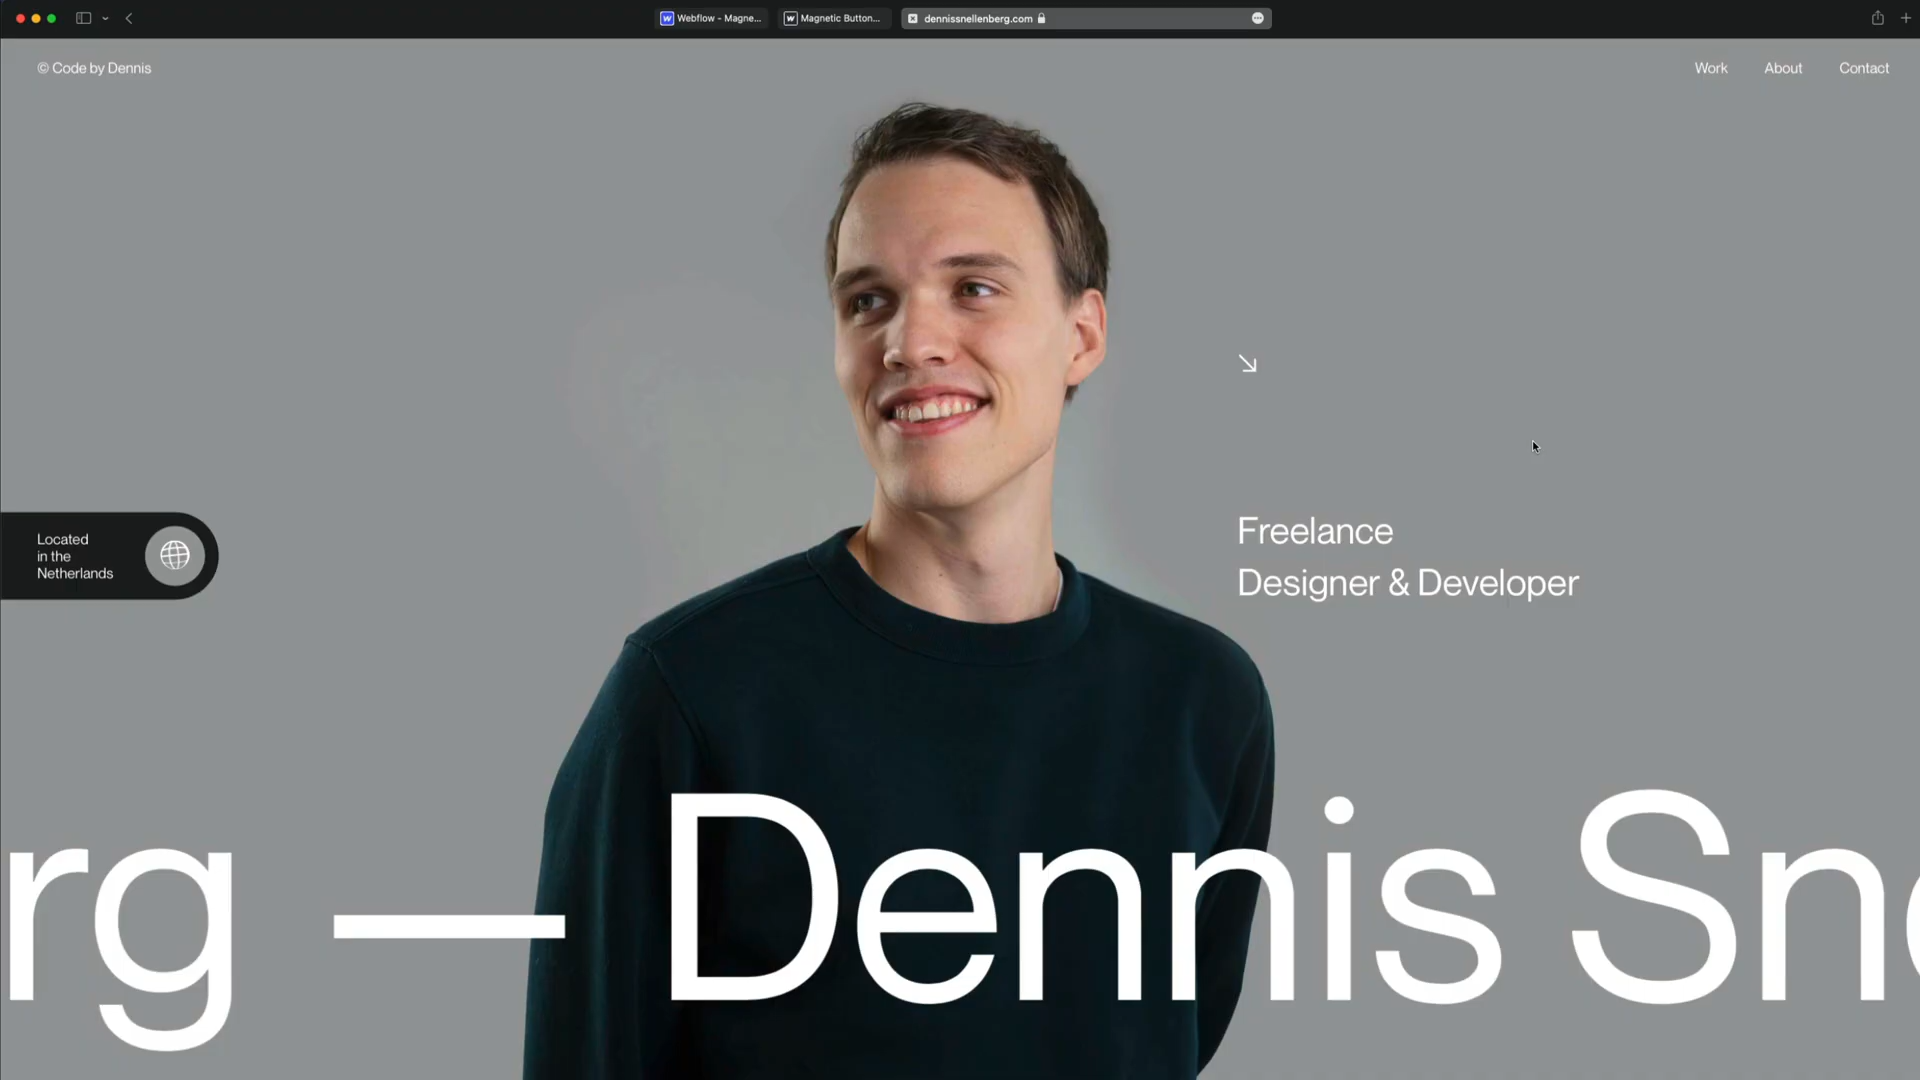 Webflow - Magne...
Magnetic Button...
dennissnellenberg.com
© Code by Dennis
Work
About
Contact
Located
in the
Netherlands
Freelance
Designer & Developer
rg — Dennis Sn